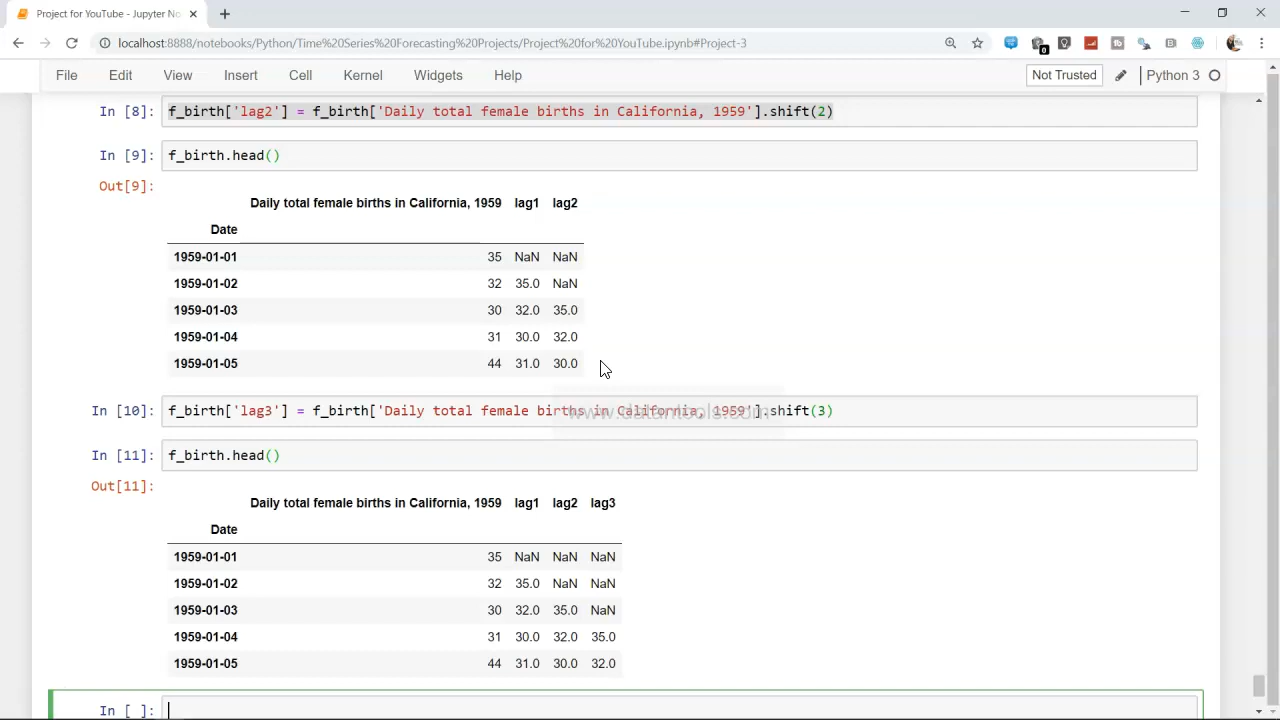 Project for YouTube - Jupyter No
localhost:8888/notebooks/Python/Time%20Series%20Forecasting%20Projects/Project%20for%20YouTube.ipynb#Project-3
File Edit View Insert Cell Kernel Widgets Help Not Trusted Python 3
In [8]: f_birth['lag2'] = f_birth['Daily total female births in California, 1959'].shift(2)
In [9]: f_birth.head()
Out[9]:
Daily total female births in California, 1959 lag1 lag2
Date
1959-01-01 35 NaN NaN
1959-01-02 32 35.0 NaN
1959-01-03 30 32.0 35.0
1959-01-04 31 30.0 32.0
1959-01-05 44 31.0 30.0
In [10]: f_birth['lag3'] = f_birth['Daily total female births in California, 1959'].shift(3)
In [11]: f_birth.head()
Out[11]:
Daily total female births in California, 1959 lag1 lag2 lag3
Date
1959-01-01 35 NaN NaN NaN
1959-01-02 32 35.0 NaN NaN
1959-01-03 30 32.0 35.0 NaN
1959-01-04 31 30.0 32.0 35.0
1959-01-05 44 31.0 30.0 32.0
In [ ]: